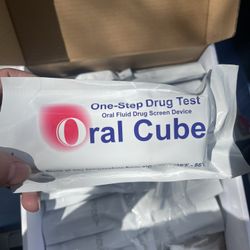 One-Step Drug Test
Oral Fluid Drug Screen Device
Oral Cube